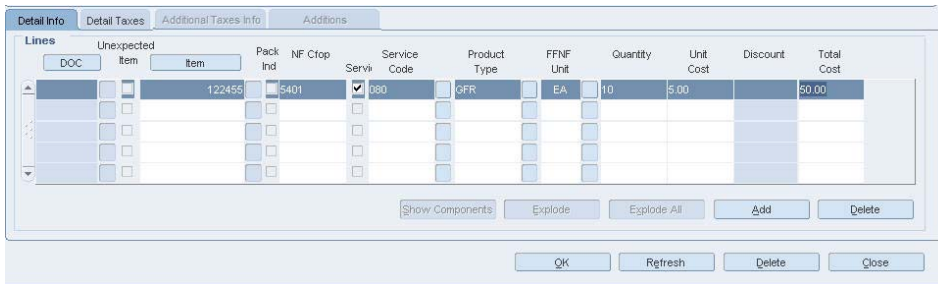 Detail Info Detail Taxes Additional Taxes Info Additions
Lines
DOC Unexpected Item Item Pack Ind NF Cfop Servi Service Code Product Type FFNF Unit Quantity Unit Cost Discount Total Cost
122455 5401 080 GFR EA 10 5.00 50.00
Show Components Explode Explode All Add Delete
OK Refresh Delete Close